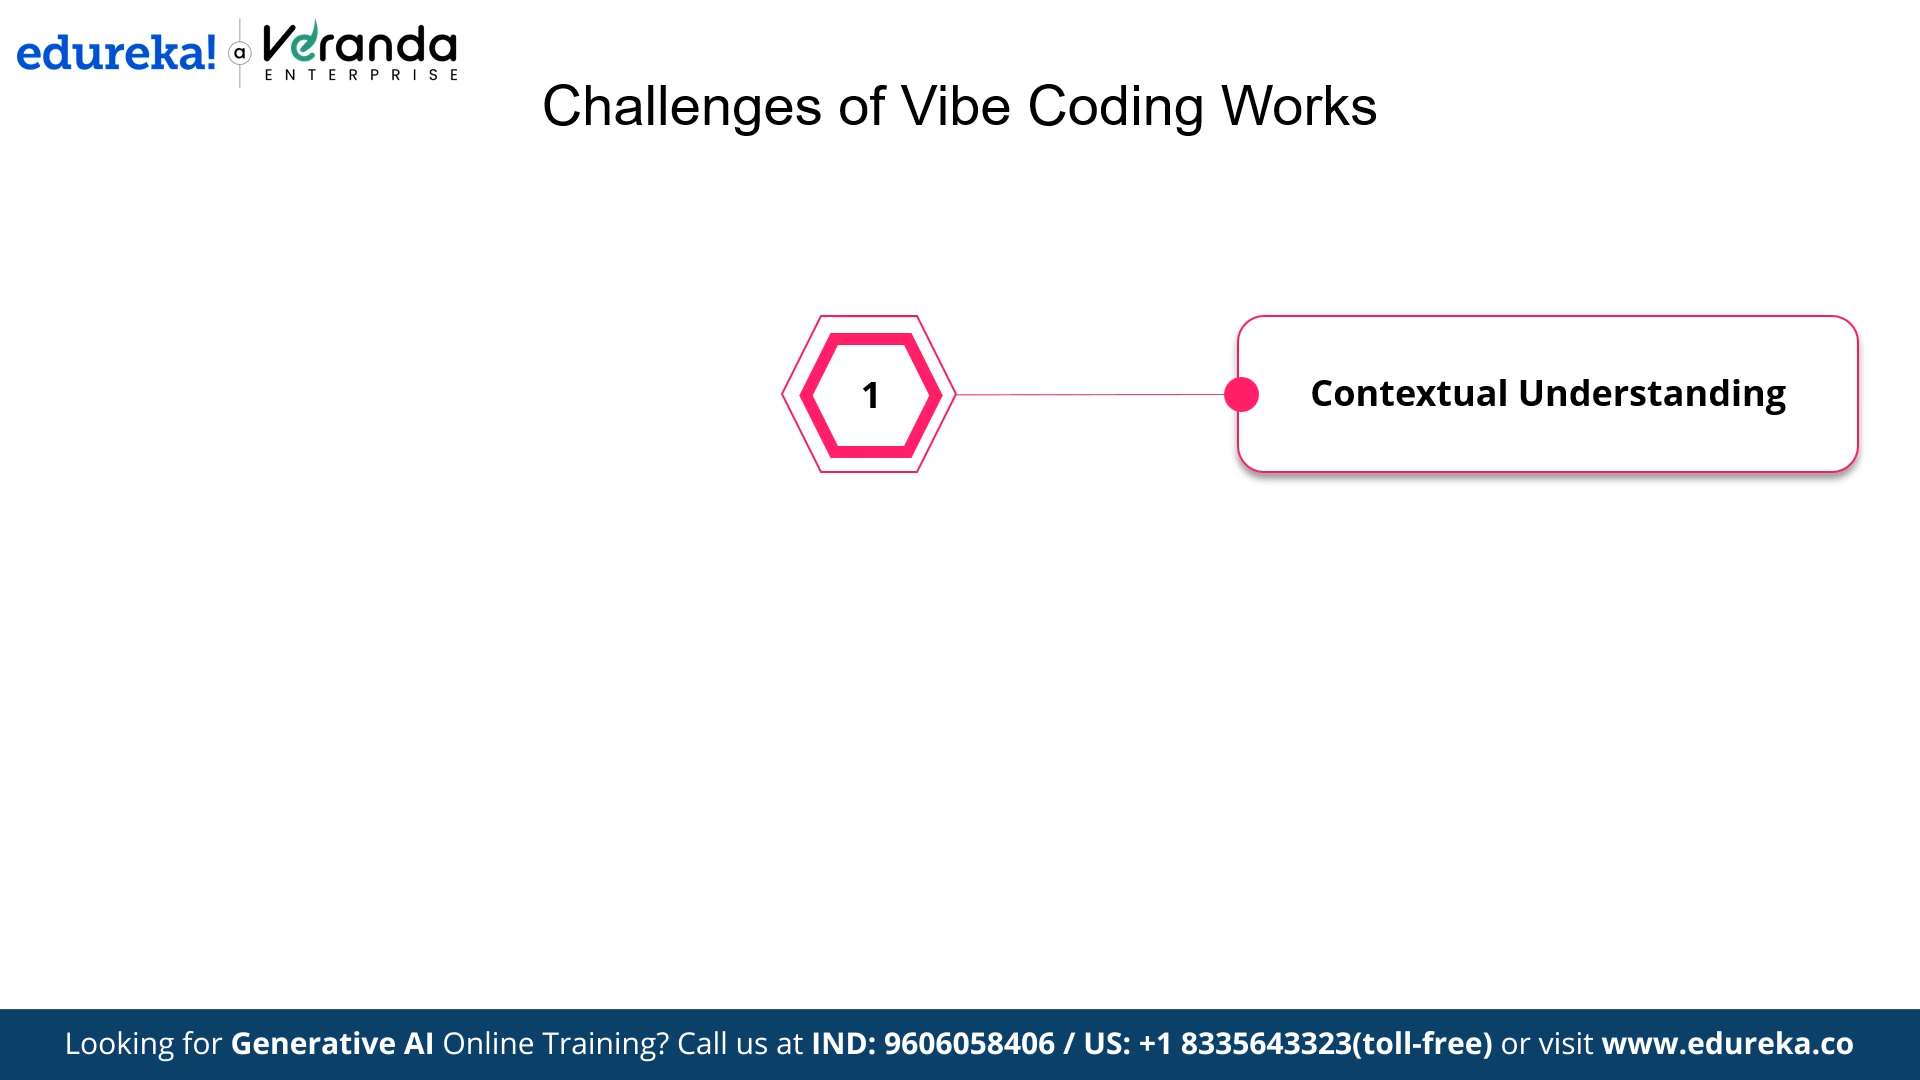 edureka!
a
Veranda
ENTERPRISE
Challenges of Vibe Coding Works
1
Contextual Understanding
Looking for Generative AI Online Training? Call us at IND: 9606058406 / US: +1 8335643323(toll-free) or visit www.edureka.co